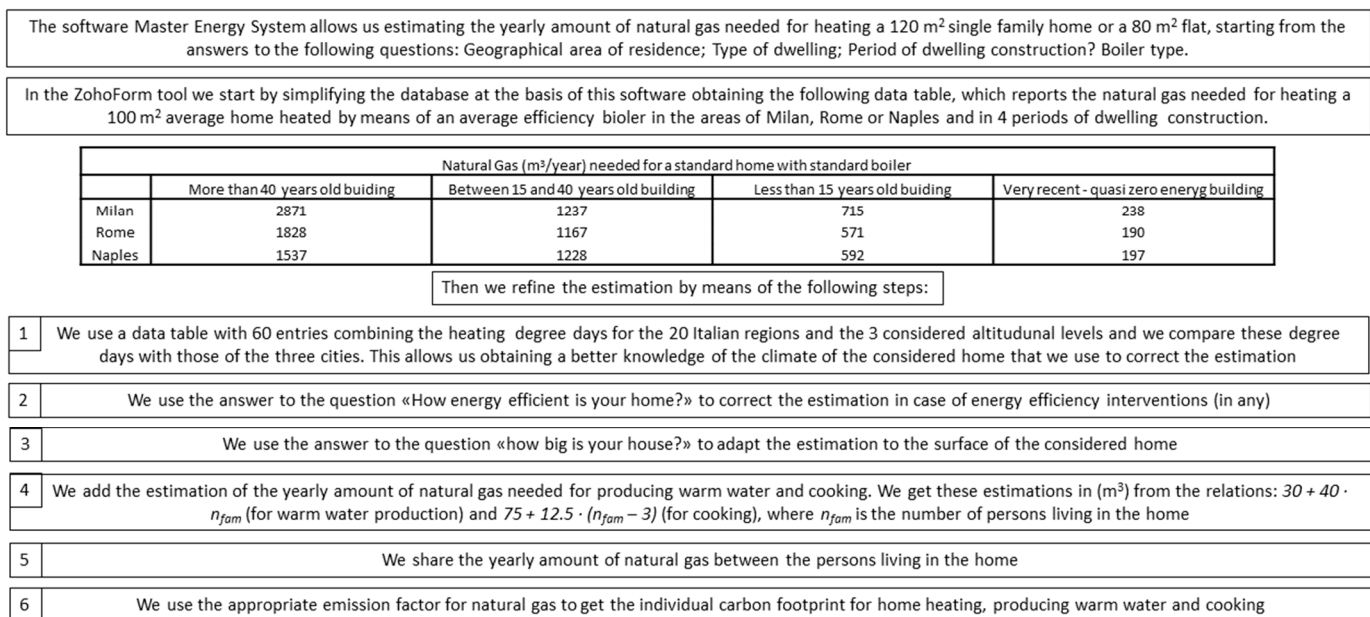 The software Master Energy System allows us estimating the yearly amount of natural gas needed for heating a 120 m² single family home or a 80 m² flat, starting from the
answers to the following questions: Geographical area of residence; Type of dwelling; Period of dwelling construction? Boiler type.
In the ZohoForm tool we start by simplifying the database at the basis of this software obtaining the following data table, which reports the natural gas needed for heating a
100 m² average home heated by means of an average efficiency bioler in the areas of Milan, Rome or Naples and in 4 periods of dwelling construction.
Natural Gas (m³/year) needed for a standard home with standard boiler
More than 40 years old buiding Between 15 and 40 years old building Less than 15 years old buiding Very recent - quasi zero eneryg building
Milan 2871 1237 715 238
Rome 1828 1167 571 190
Naples 1537 1228 592 197
Then we refine the estimation by means of the following steps:
1 We use a data table with 60 entries combining the heating degree days for the 20 Italian regions and the 3 considered altitudunal levels and we compare these degree
days with those of the three cities. This allows us obtaining a better knowledge of the climate of the considered home that we use to correct the estimation
2 We use the answer to the question «How energy efficient is your home?» to correct the estimation in case of energy efficiency interventions (in any)
3 We use the answer to the question «how big is your house?» to adapt the estimation to the surface of the considered home
4 We add the estimation of the yearly amount of natural gas needed for producing warm water and cooking. We get these estimations in (m³) from the relations: 30 + 40 ·
nfam (for warm water production) and 75 + 12.5 · (nfam – 3) (for cooking), where nfam is the number of persons living in the home
5 We share the yearly amount of natural gas between the persons living in the home
6 We use the appropriate emission factor for natural gas to get the individual carbon footprint for home heating, producing warm water and cooking